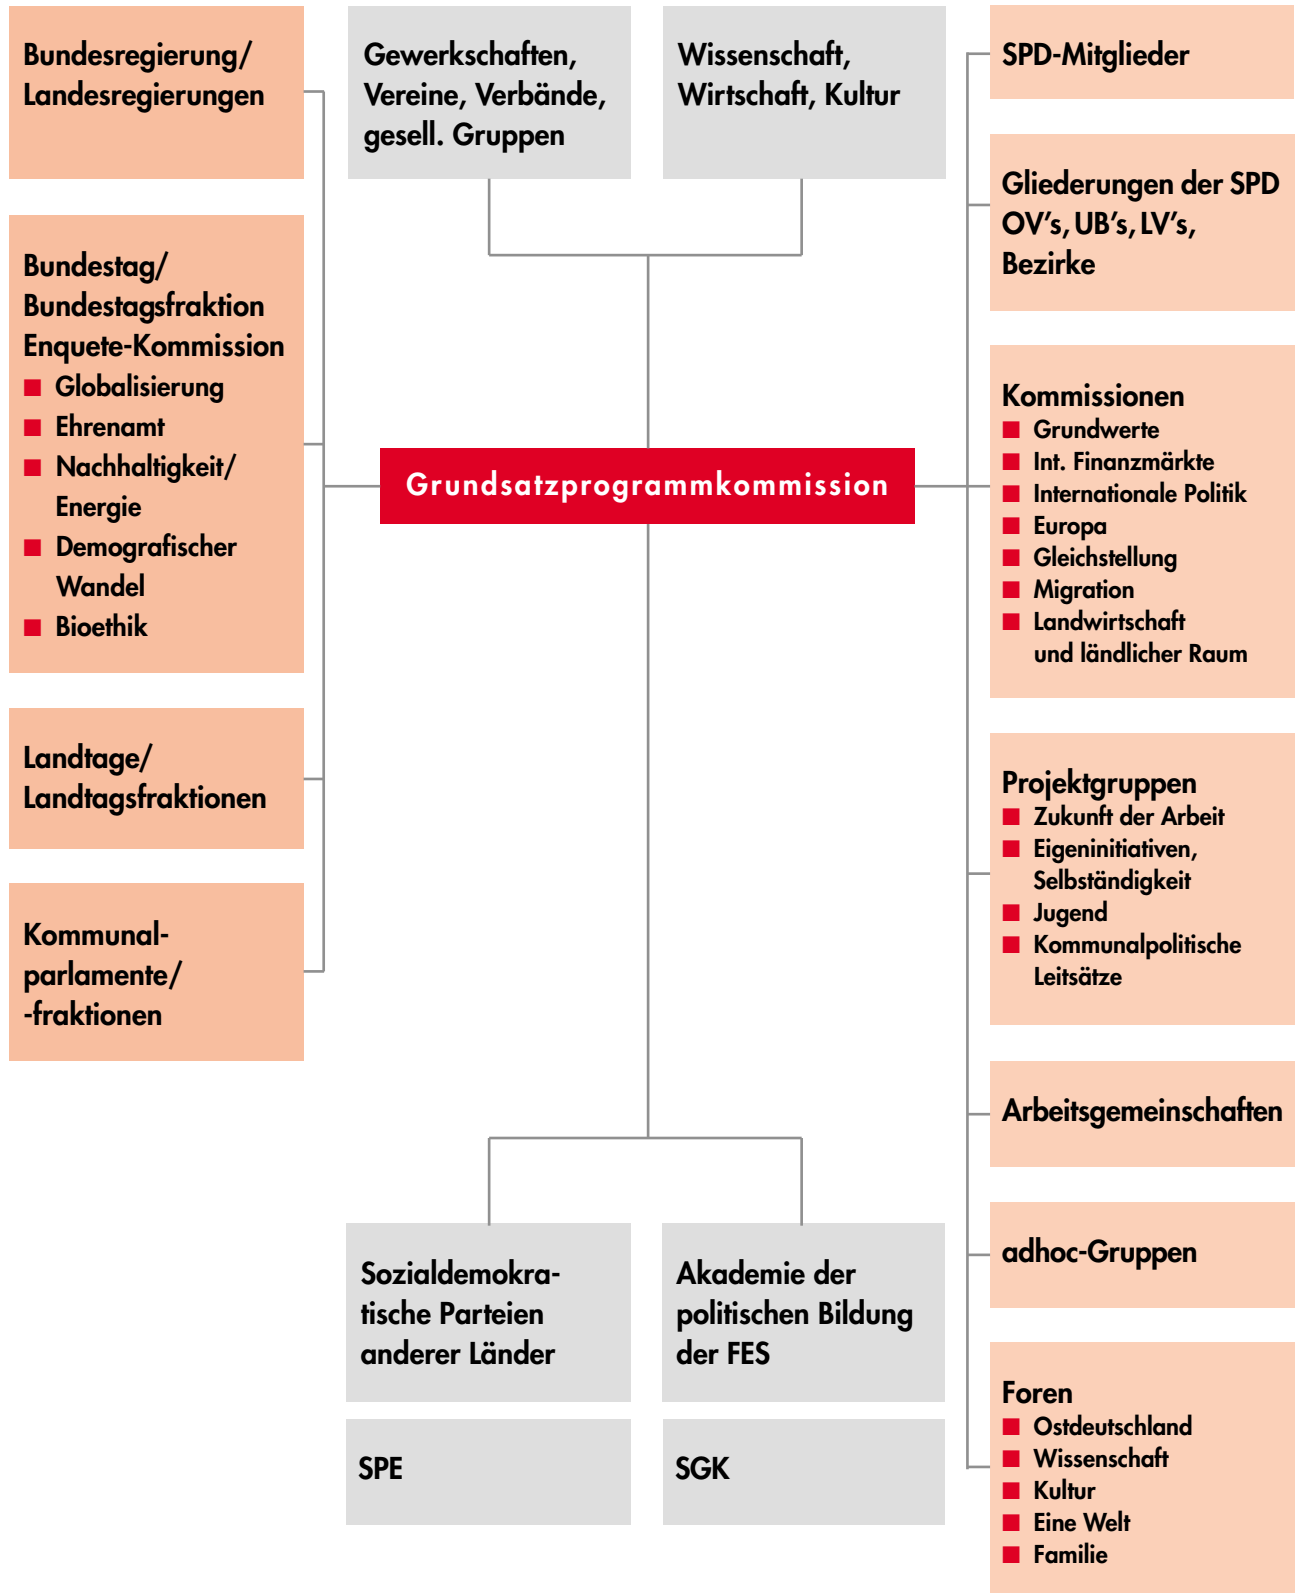 Bundesregierung/
Landesregierungen
Gewerkschaften,
Vereine, Verbände,
gesell. Gruppen
Wissenschaft,
Wirtschaft, Kultur
SPD-Mitglieder
Gliederungen der SPD
OV's, UB's, LV's,
Bezirke
Bundestag/
Bundestagsfraktion
Enquete-Kommission
Globalisierung
Ehrenamt
Nachhaltigkeit/
Energie
Demografischer
Wandel
Bioethik
Grundsatzprogrammkommission
Kommissionen
Grundwerte
Int. Finanzmärkte
Internationale Politik
Europa
Gleichstellung
Migration
Landwirtschaft
und ländlicher Raum
Landtage/
Landtagsfraktionen
Kommunal-
parlamente/
-fraktionen
Projektgruppen
Zukunft der Arbeit
Eigeninitiativen,
Selbständigkeit
Jugend
Kommunalpolitische
Leitsätze
Arbeitsgemeinschaften
adhoc-Gruppen
Sozialdemokra-
tische Parteien
anderer Länder
Akademie der
politischen Bildung
der FES
SPE
SGK
Foren
Ostdeutschland
Wissenschaft
Kultur
Eine Welt
Familie